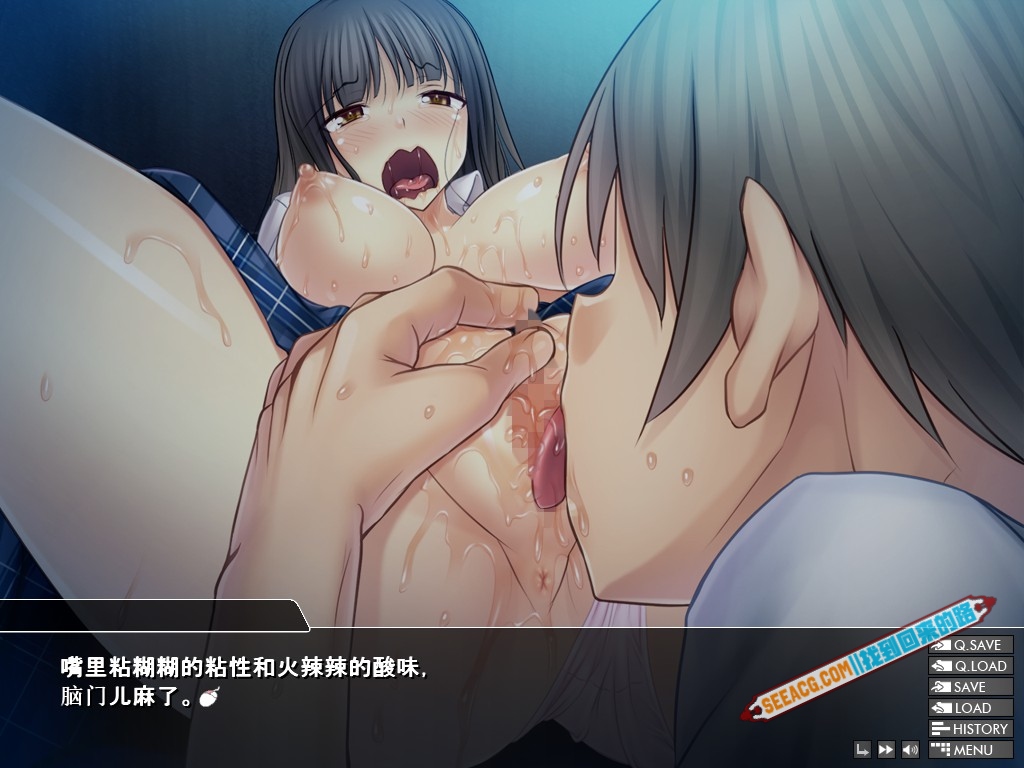 嘴里粘糊糊的粘性和火辣辣的酸味,
脑门儿麻了。
SEEACG.COM||找到回来的路
Q.SAVE
Q.LOAD
SAVE
LOAD
HISTORY
MENU